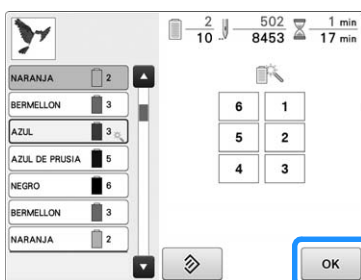 2
10
502
8453
1 min
17 min
NARANJA 2
BERMELLON 3
AZUL 3
AZUL DE PRUSIA 5
NEGRO 6
BERMELLON 3
NARANJA 2
6 1
5 2
4 3
OK